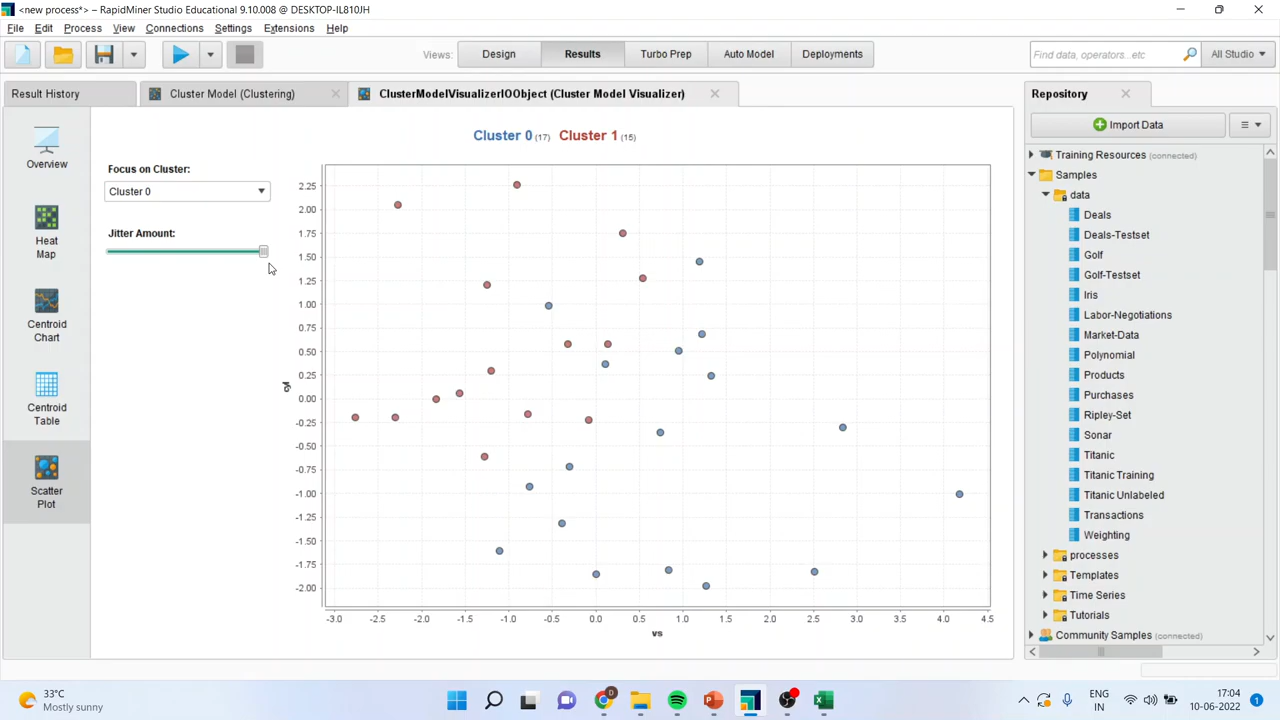 <new process*> – RapidMiner Studio Educational 9.10.008 @ DESKTOP-IL810JH
File Edit Process View Connections Settings Extensions Help
Views: Design Results Turbo Prep Auto Model Deployments Find data, operators...etc All Studio
Result History Cluster Model (Clustering) ClusterModelVisualizerIOObject (Cluster Model Visualizer) Repository
Import Data
Cluster 0 (17) Cluster 1 (15)
Overview
Heat
Map
Centroid
Chart
Centroid
Table
Scatter
Plot
Focus on Cluster:
Cluster 0
Jitter Amount:
2.25
2.00
1.75
1.50
1.25
1.00
0.75
0.50
0.25
0.00
-0.25
-0.50
-0.75
-1.00
-1.25
-1.50
-1.75
-2.00
-3.0 -2.5 -2.0 -1.5 -1.0 -0.5 0.0 0.5 1.0 1.5 2.0 2.5 3.0 3.5 4.0 4.5
vs
Training Resources (connected)
Samples
data
Deals
Deals-Testset
Golf
Golf-Testset
Iris
Labor-Negotiations
Market-Data
Polynomial
Products
Purchases
Ripley-Set
Sonar
Titanic
Titanic Training
Titanic Unlabeled
Transactions
Weighting
processes
Templates
Time Series
Tutorials
Community Samples (connected)
33°C
Mostly sunny
ENG
IN
17:04
10-06-2022
1